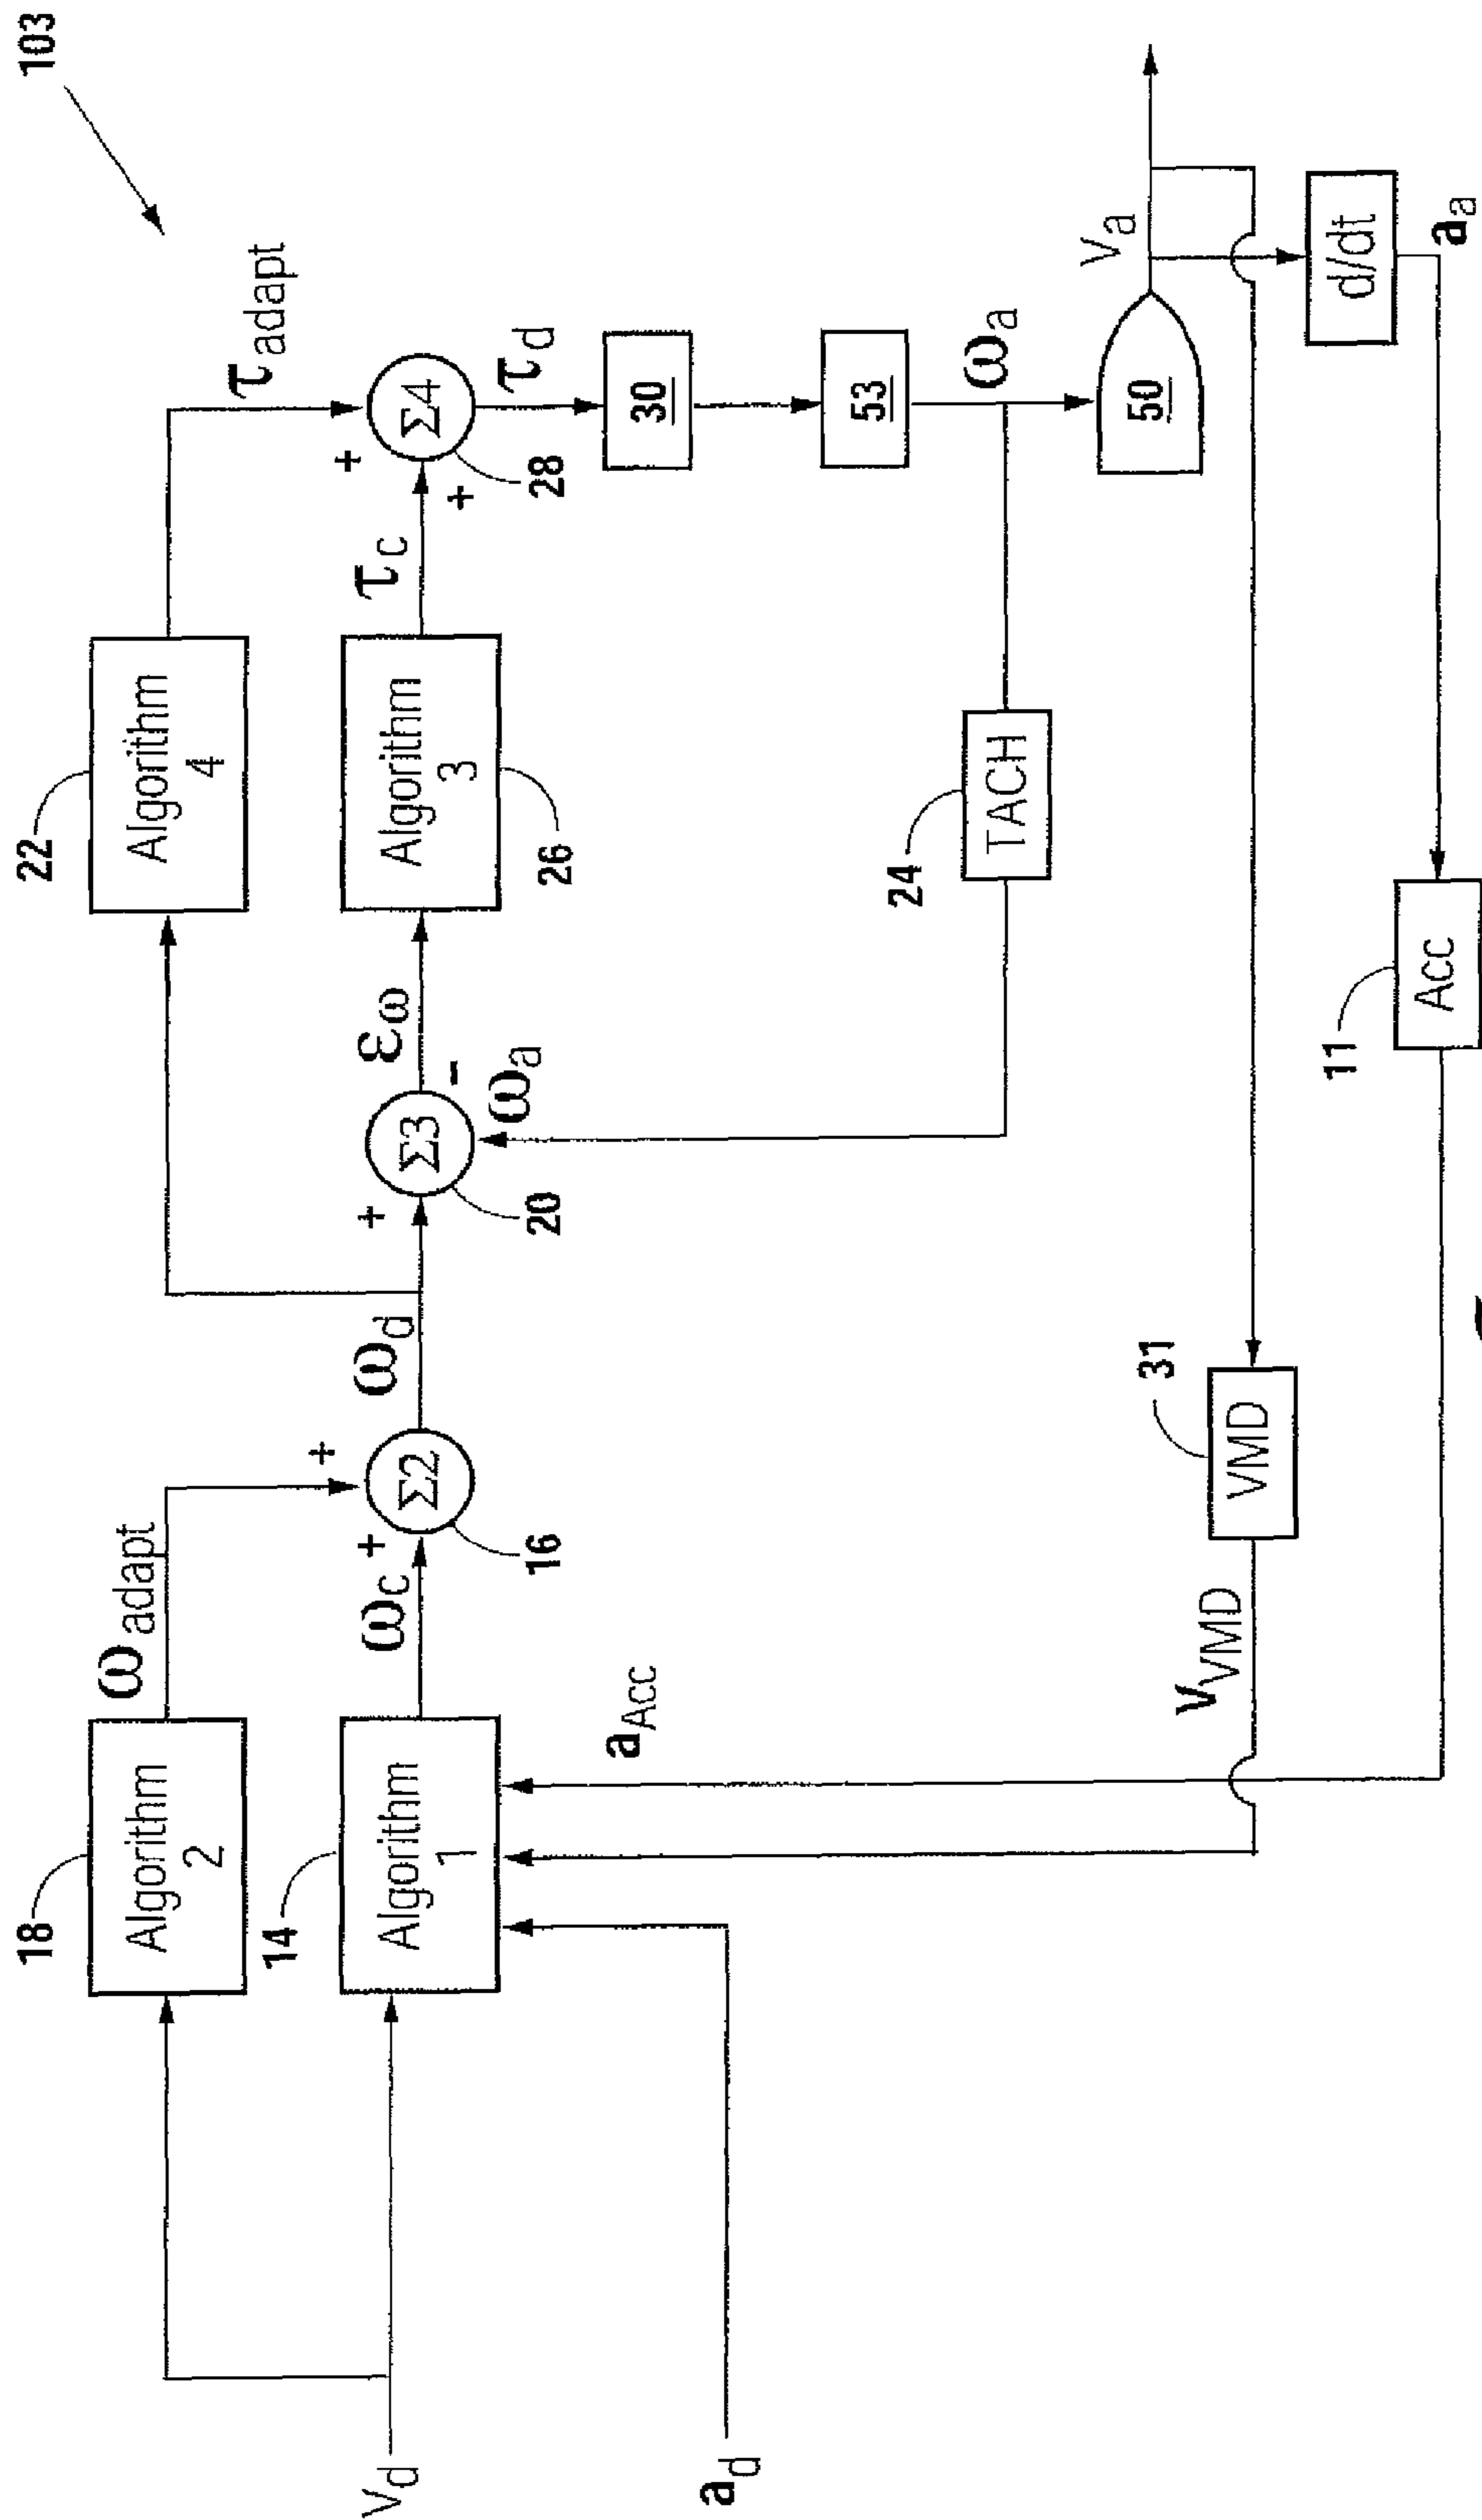 103
22
Algorithm
4
τadapt
18
Algorithm
2
ωadapt
vd
14
Algorithm
1
ωc
+
+
Σ2
16
ωd
+
Σ3
20
-
εω
ωa
Algorithm
3
26
τc
+
+
Σ4
28
τd
30
53
ωa
50
va
24
TACH
ad
aAcc
31
VMD
vVMD
d/dt
aa
11
Acc